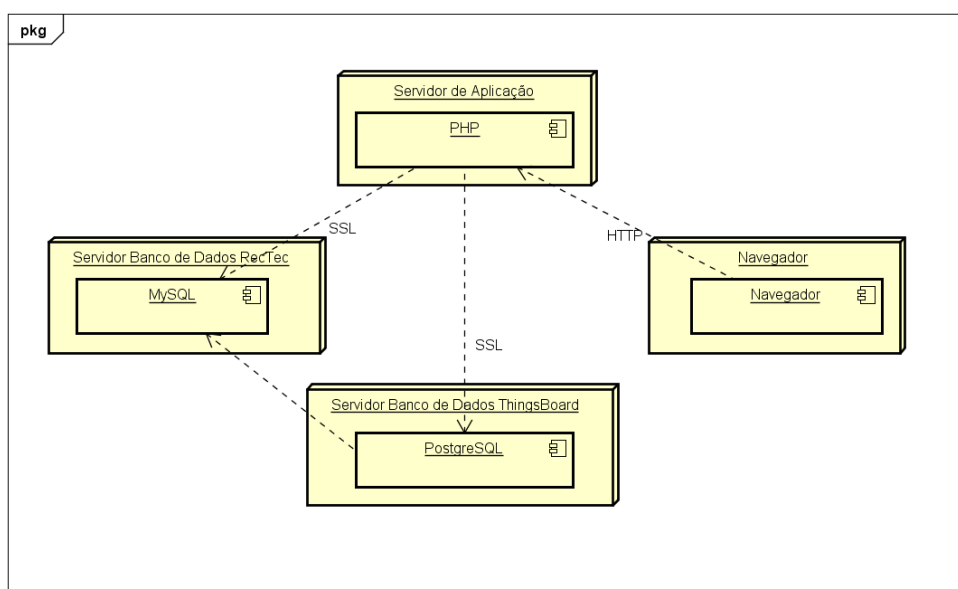 pkg
Servidor de Aplicação
PHP
SSL
HTTP
Servidor Banco de Dados RecTec
MySQL
Navegador
Navegador
SSL
Servidor Banco de Dados ThingsBoard
PostgreSQL